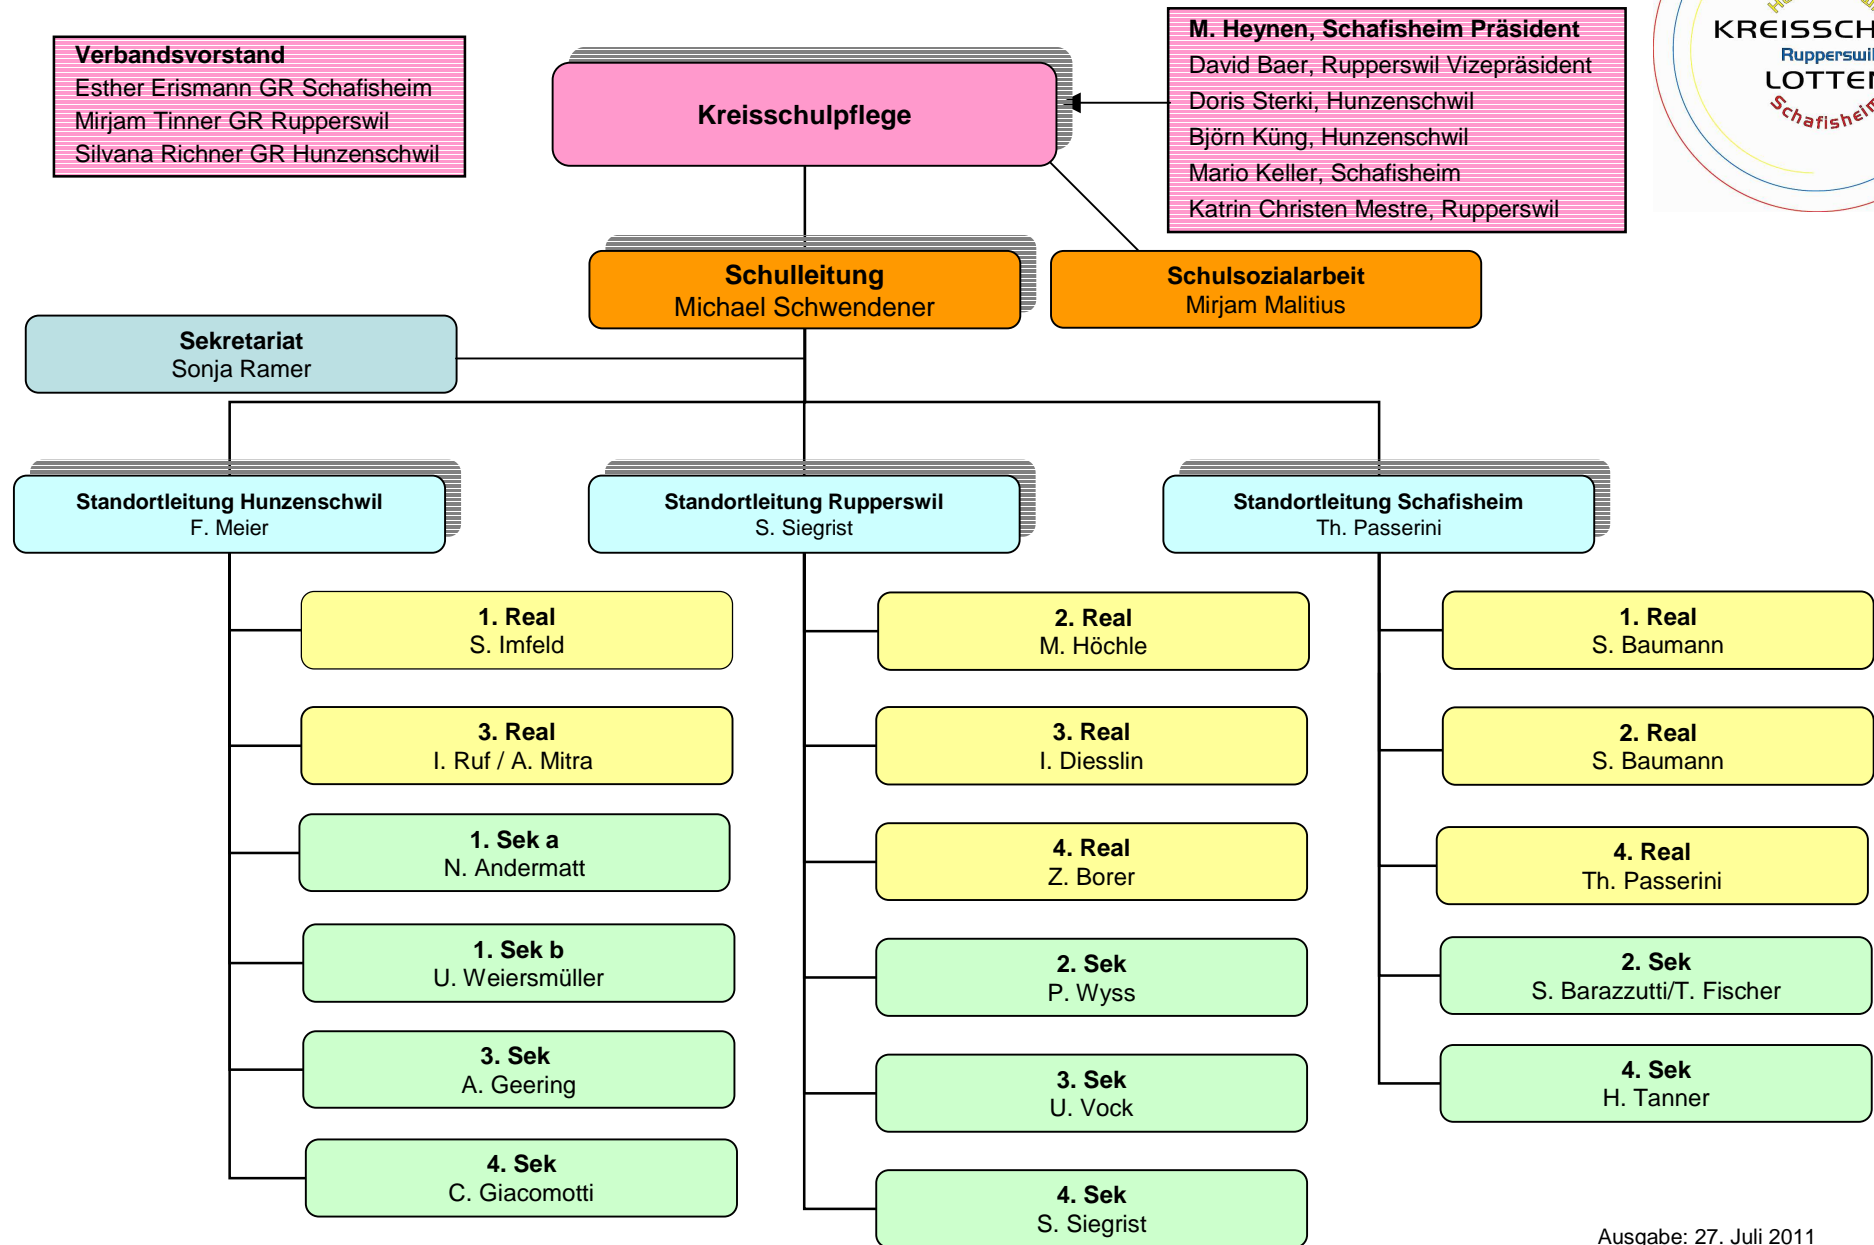 Verbandsvorstand
Esther Erismann GR Schafisheim
Mirjam Tinner GR Rupperswil
Silvana Richner GR Hunzenschwil
Kreisschulpflege
M. Heynen, Schafisheim Präsident
David Baer, Rupperswil Vizepräsident
Doris Sterki, Hunzenschwil
Björn Küng, Hunzenschwil
Mario Keller, Schafisheim
Katrin Christen Mestre, Rupperswil
Rupperswil
Schafisheim
Schulleitung
Michael Schwendener
Schulsozialarbeit
Mirjam Malitius
Sekretariat
Sonja Ramer
Standortleitung Hunzenschwil
F. Meier
Standortleitung Rupperswil
S. Siegrist
Standortleitung Schafisheim
Th. Passerini
1. Real
S. Imfeld
3. Real
I. Ruf / A. Mitra
1. Sek a
N. Andermatt
1. Sek b
U. Weiersmüller
3. Sek
A. Geering
4. Sek
C. Giacomotti
2. Real
M. Höchle
3. Real
I. Diesslin
4. Real
Z. Borer
2. Sek
P. Wyss
3. Sek
U. Vock
4. Sek
S. Siegrist
1. Real
S. Baumann
2. Real
S. Baumann
4. Real
Th. Passerini
2. Sek
S. Barazzutti/T. Fischer
4. Sek
H. Tanner
Ausgabe: 27. Juli 2011